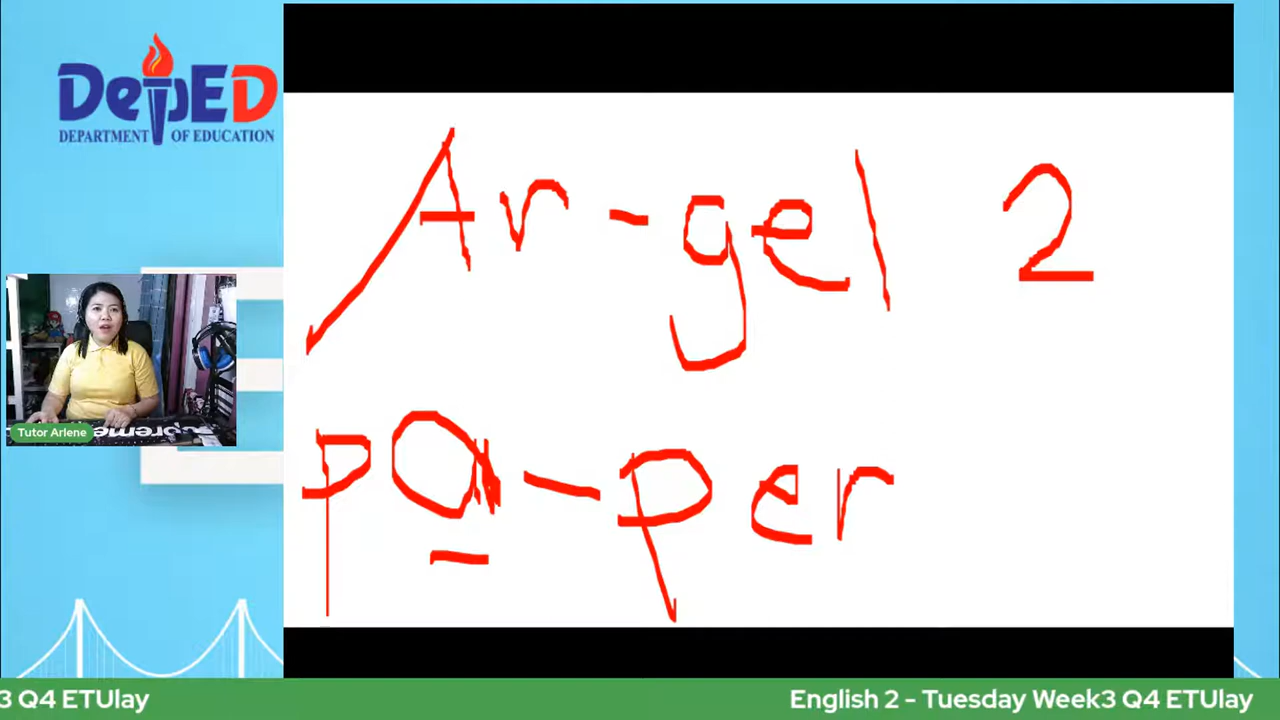 DepED
DEPARTMENT OF EDUCATION
Ar-gel 2
pa-per
Tutor Arlene
supreme
3 Q4 ETUlay
English 2 - Tuesday Week3 Q4 ETUlay